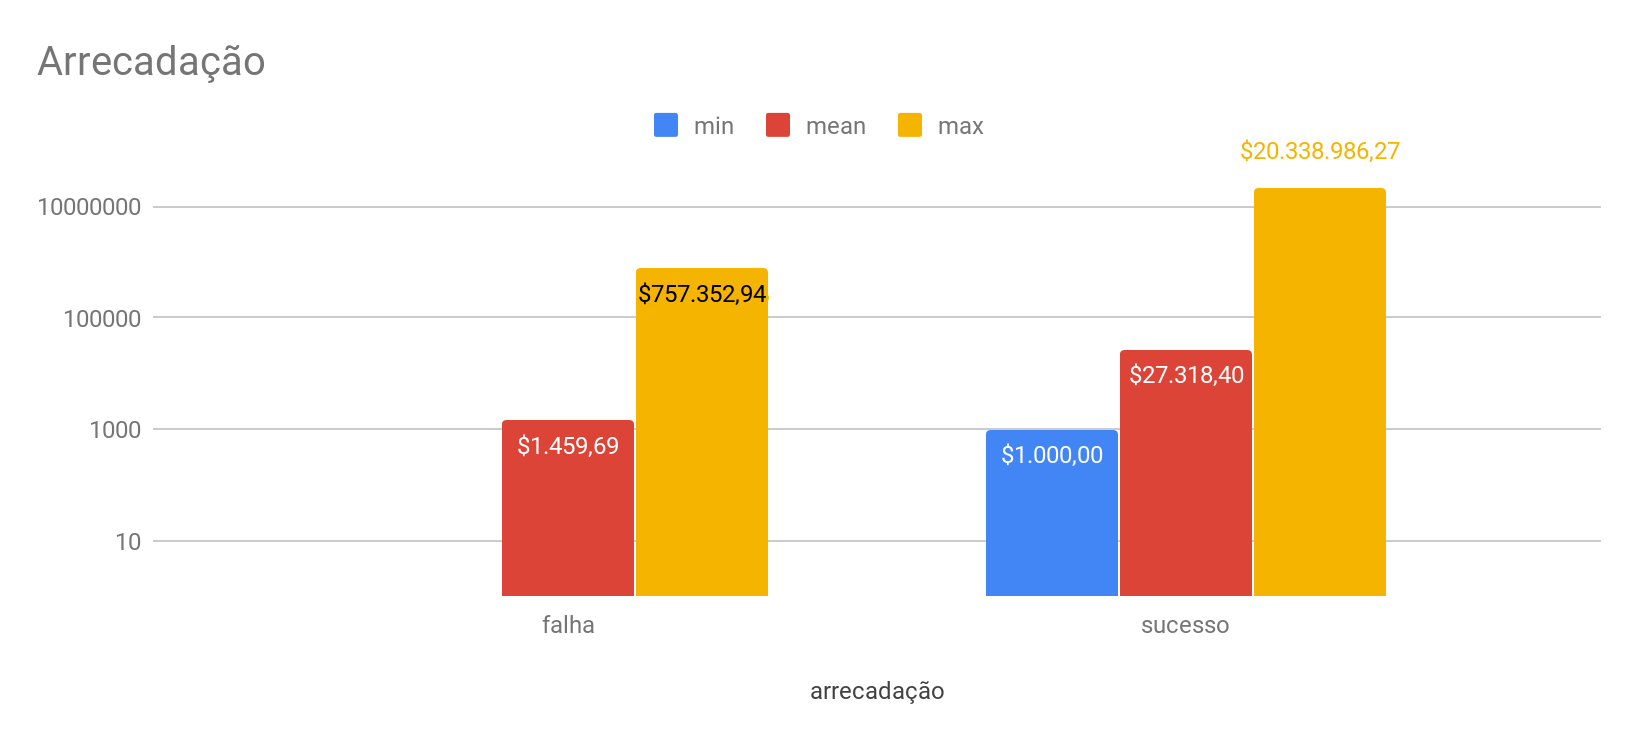 Arrecadação
min mean max
$20.338.986,27
10000000
$757.352,94
100000
$27.318,40
1000
$1.459,69
$1.000,00
10
falha sucesso
arrecadação